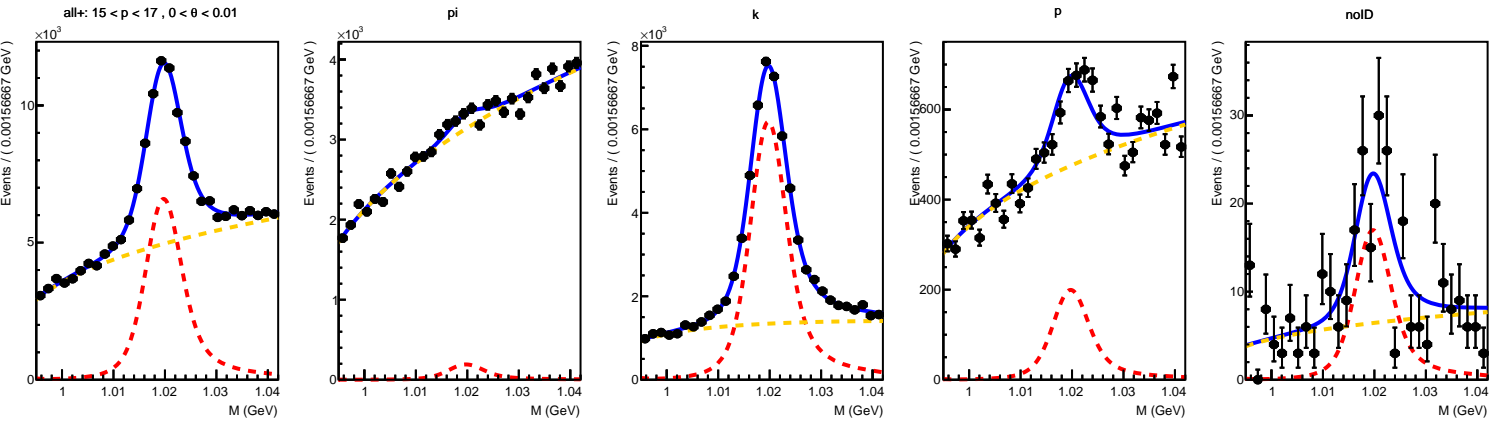 all+: 15 < p < 17 , 0 < θ < 0.01
×10³
Events / ( 0.00156667 GeV )
10
5
0
1 1.01 1.02 1.03 1.04
M (GeV)
pi
×10³
Events / ( 0.00156667 GeV )
4
3
2
1
0
1 1.01 1.02 1.03 1.04
M (GeV)
k
×10³
Events / ( 0.00156667 GeV )
8
6
4
2
0
1 1.01 1.02 1.03 1.04
M (GeV)
p
Events / ( 0.00156667 GeV )
600
400
200
0
1 1.01 1.02 1.03 1.04
M (GeV)
noID
Events / ( 0.00156667 GeV )
30
20
10
0
1 1.01 1.02 1.03 1.04
M (GeV)